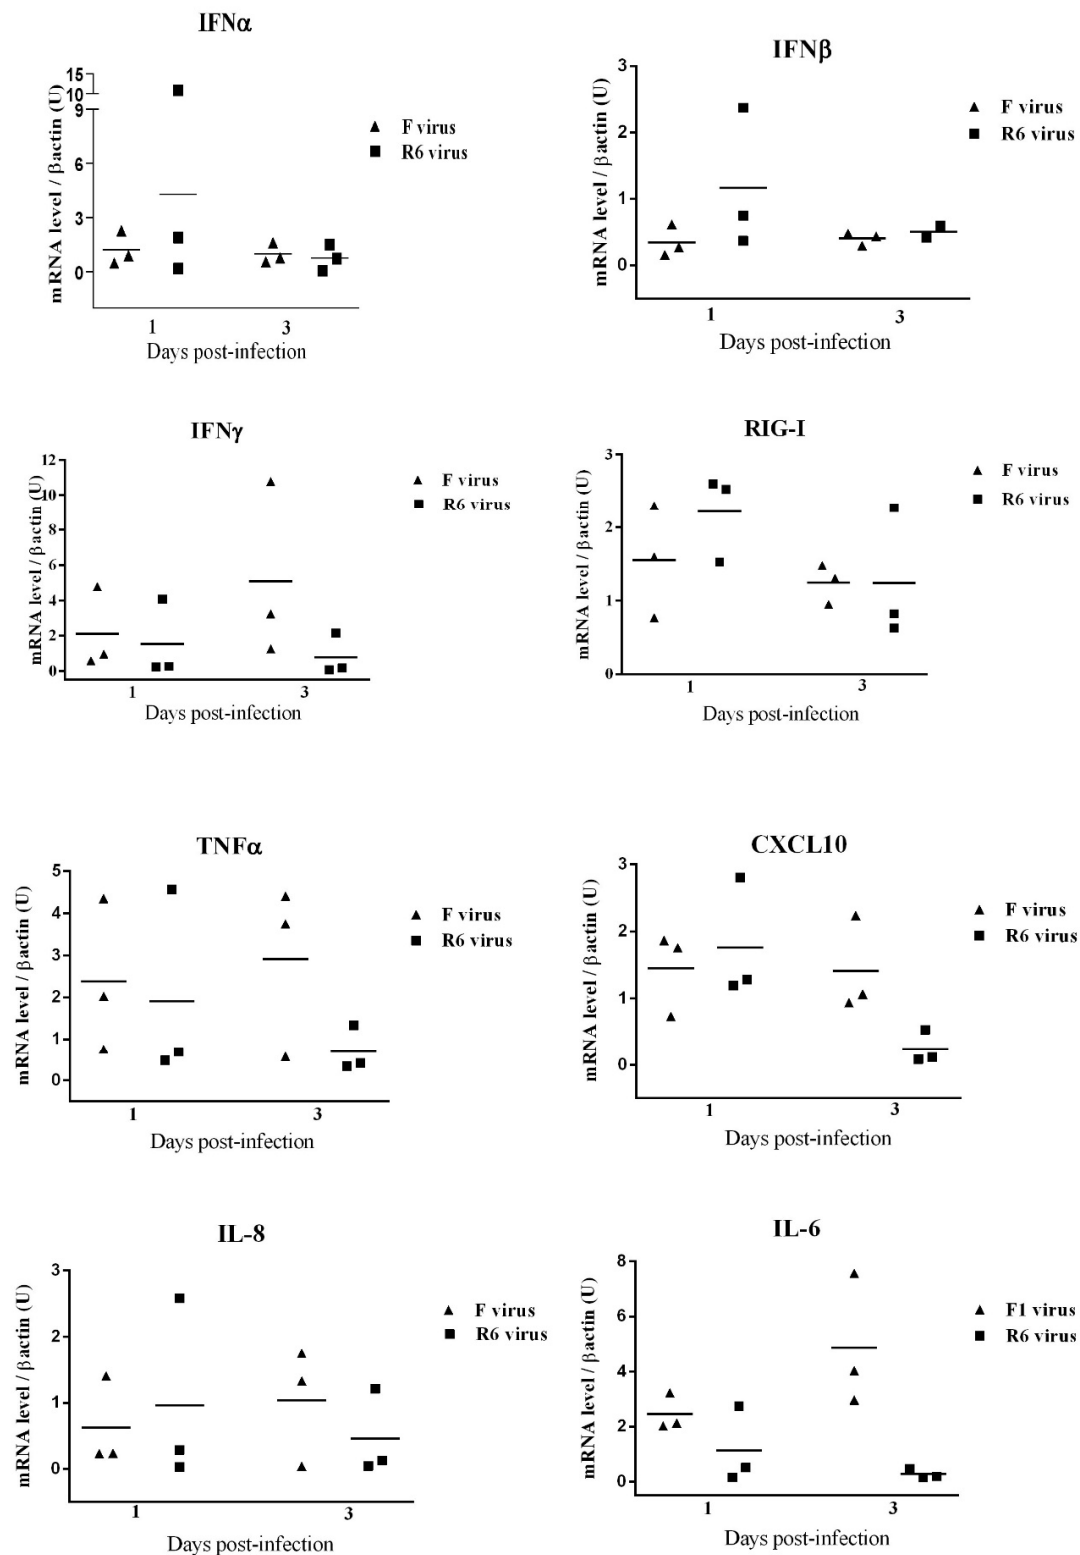 IFNα
mRNA level / βactin (U)
15
10
9
6
3
0
1
3
Days post-infection
F virus
R6 virus
IFNβ
mRNA level / βactin (U)
3
2
1
0
1
3
Days post-infection
F virus
R6 virus
IFNγ
mRNA level / βactin (U)
12
10
8
6
4
2
0
1
3
Days post-infection
F virus
R6 virus
RIG-I
mRNA level / βactin (U)
3
2
1
0
1
3
Days post-infection
F virus
R6 virus
TNFα
mRNA level / βactin (U)
5
4
3
2
1
0
1
3
Days post-infection
F virus
R6 virus
CXCL10
mRNA level / βactin (U)
3
2
1
0
1
3
Days post-infection
F virus
R6 virus
IL-8
mRNA level / βactin (U)
3
2
1
0
1
3
Days post-infection
F virus
R6 virus
IL-6
mRNA level / βactin (U)
8
6
4
2
0
1
3
Days post-infection
F1 virus
R6 virus